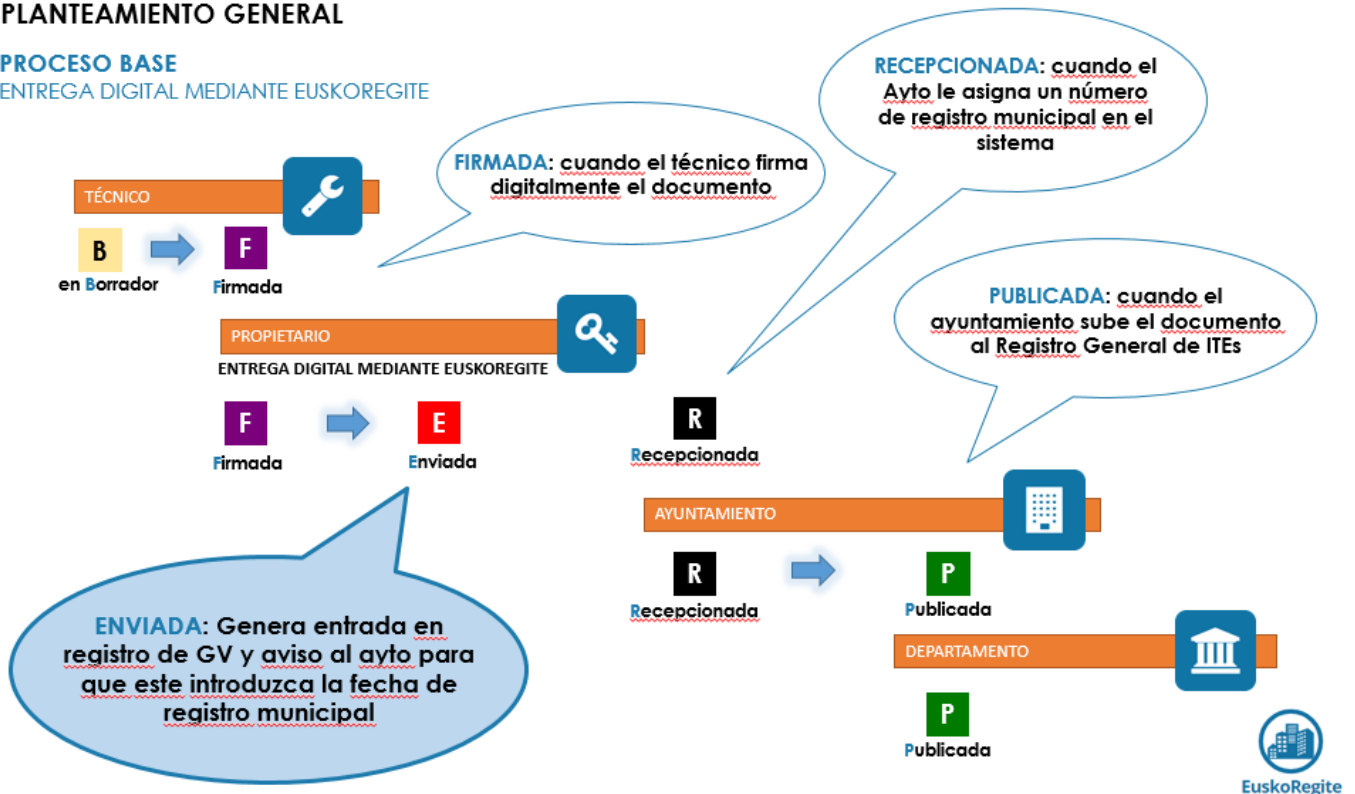 PLANTEAMIENTO GENERAL
PROCESO BASE
ENTREGA DIGITAL MEDIANTE EUSKOREGITE
RECEPCIONADA: cuando el
Ayto le asigna un número
de registro municipal en el
sistema
FIRMADA: cuando el técnico firma
digitalmente el documento
TÉCNICO
B
F
en Borrador
Firmada
PUBLICADA: cuando el
ayuntamiento sube el documento
al Registro General de ITEs
PROPIETARIO
ENTREGA DIGITAL MEDIANTE EUSKOREGITE
F
E
Firmada
Enviada
R
Recepcionada
AYUNTAMIENTO
R
P
Recepcionada
Publicada
ENVIADA: Genera entrada en
registro de GV y aviso al ayto para
que este introduzca la fecha de
registro municipal
DEPARTAMENTO
P
Publicada
EuskoRegite